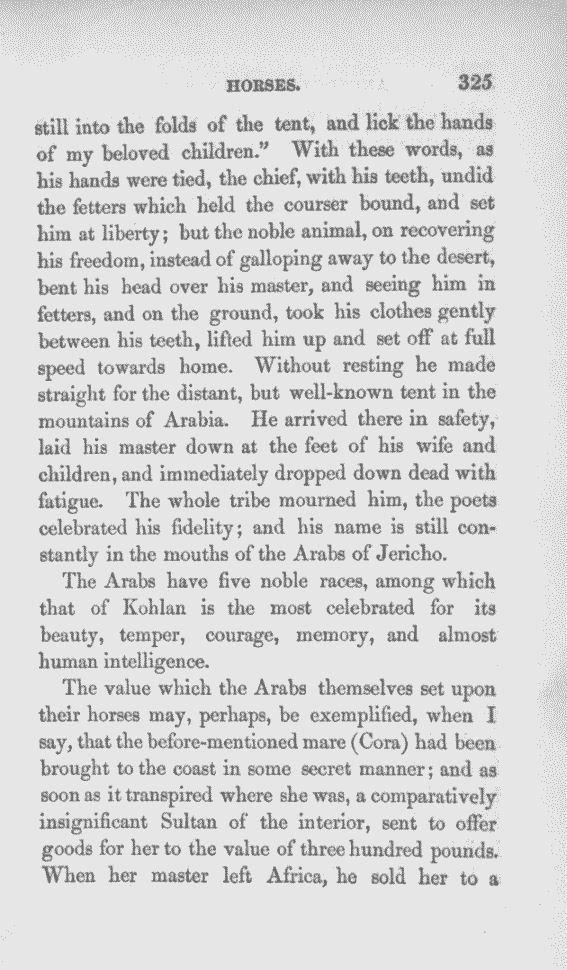 HORSES. 325
still into the folds of the tent, and lick the hands
of my beloved children." With these words, as
his hands were tied, the chief, with his teeth, undid
the fetters which held the courser bound, and set
him at liberty; but the noble animal, on recovering
his freedom, instead of galloping away to the desert,
bent his head over his master, and seeing him in
fetters, and on the ground, took his clothes gently
between his teeth, lifted him up and set off at full
speed towards home. Without resting he made
straight for the distant, but well-known tent in the
mountains of Arabia. He arrived there in safety,
laid his master down at the feet of his wife and
children, and immediately dropped down dead with
fatigue. The whole tribe mourned him, the poets
celebrated his fidelity; and his name is still con-
stantly in the mouths of the Arabs of Jericho.
The Arabs have five noble races, among which
that of Kohlan is the most celebrated for its
beauty, temper, courage, memory, and almost
human intelligence.
The value which the Arabs themselves set upon
their horses may, perhaps, be exemplified, when I
say, that the before-mentioned mare (Cora) had been
brought to the coast in some secret manner; and as
soon as it transpired where she was, a comparatively
insignificant Sultan of the interior, sent to offer
goods for her to the value of three hundred pounds.
When her master left Africa, he sold her to a